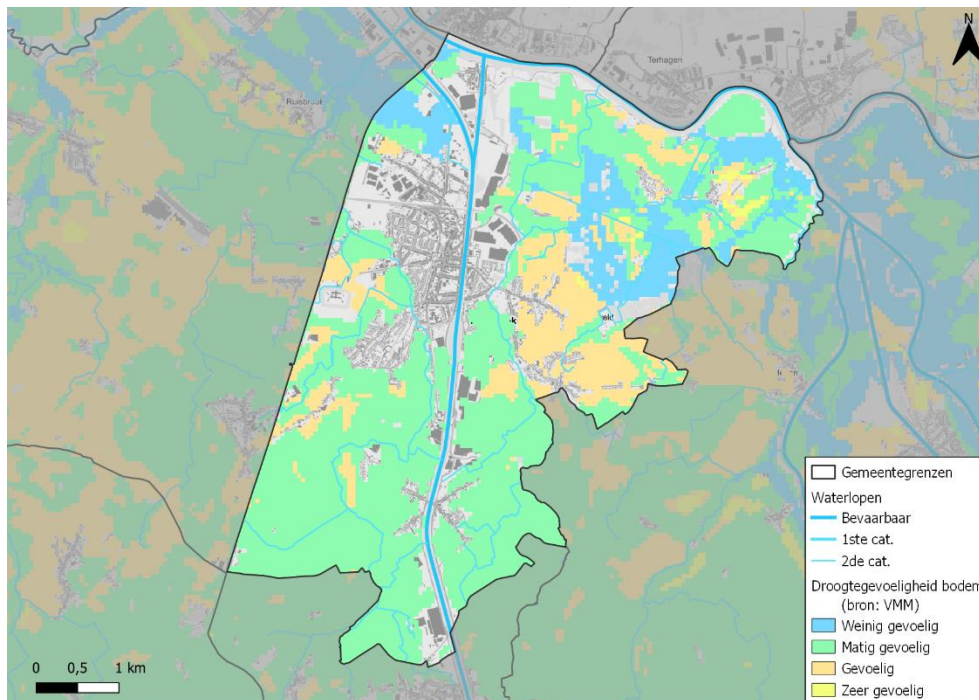 N
Terhagen
Ruisbroek
Gemeentegrenzen
Waterlopen
Bevaarbaar
1ste cat.
2de cat.
Droogtegevoeligheid bodem
(bron: VMM)
Weinig gevoelig
Matig gevoelig
Gevoelig
Zeer gevoelig
0 0,5 1 km